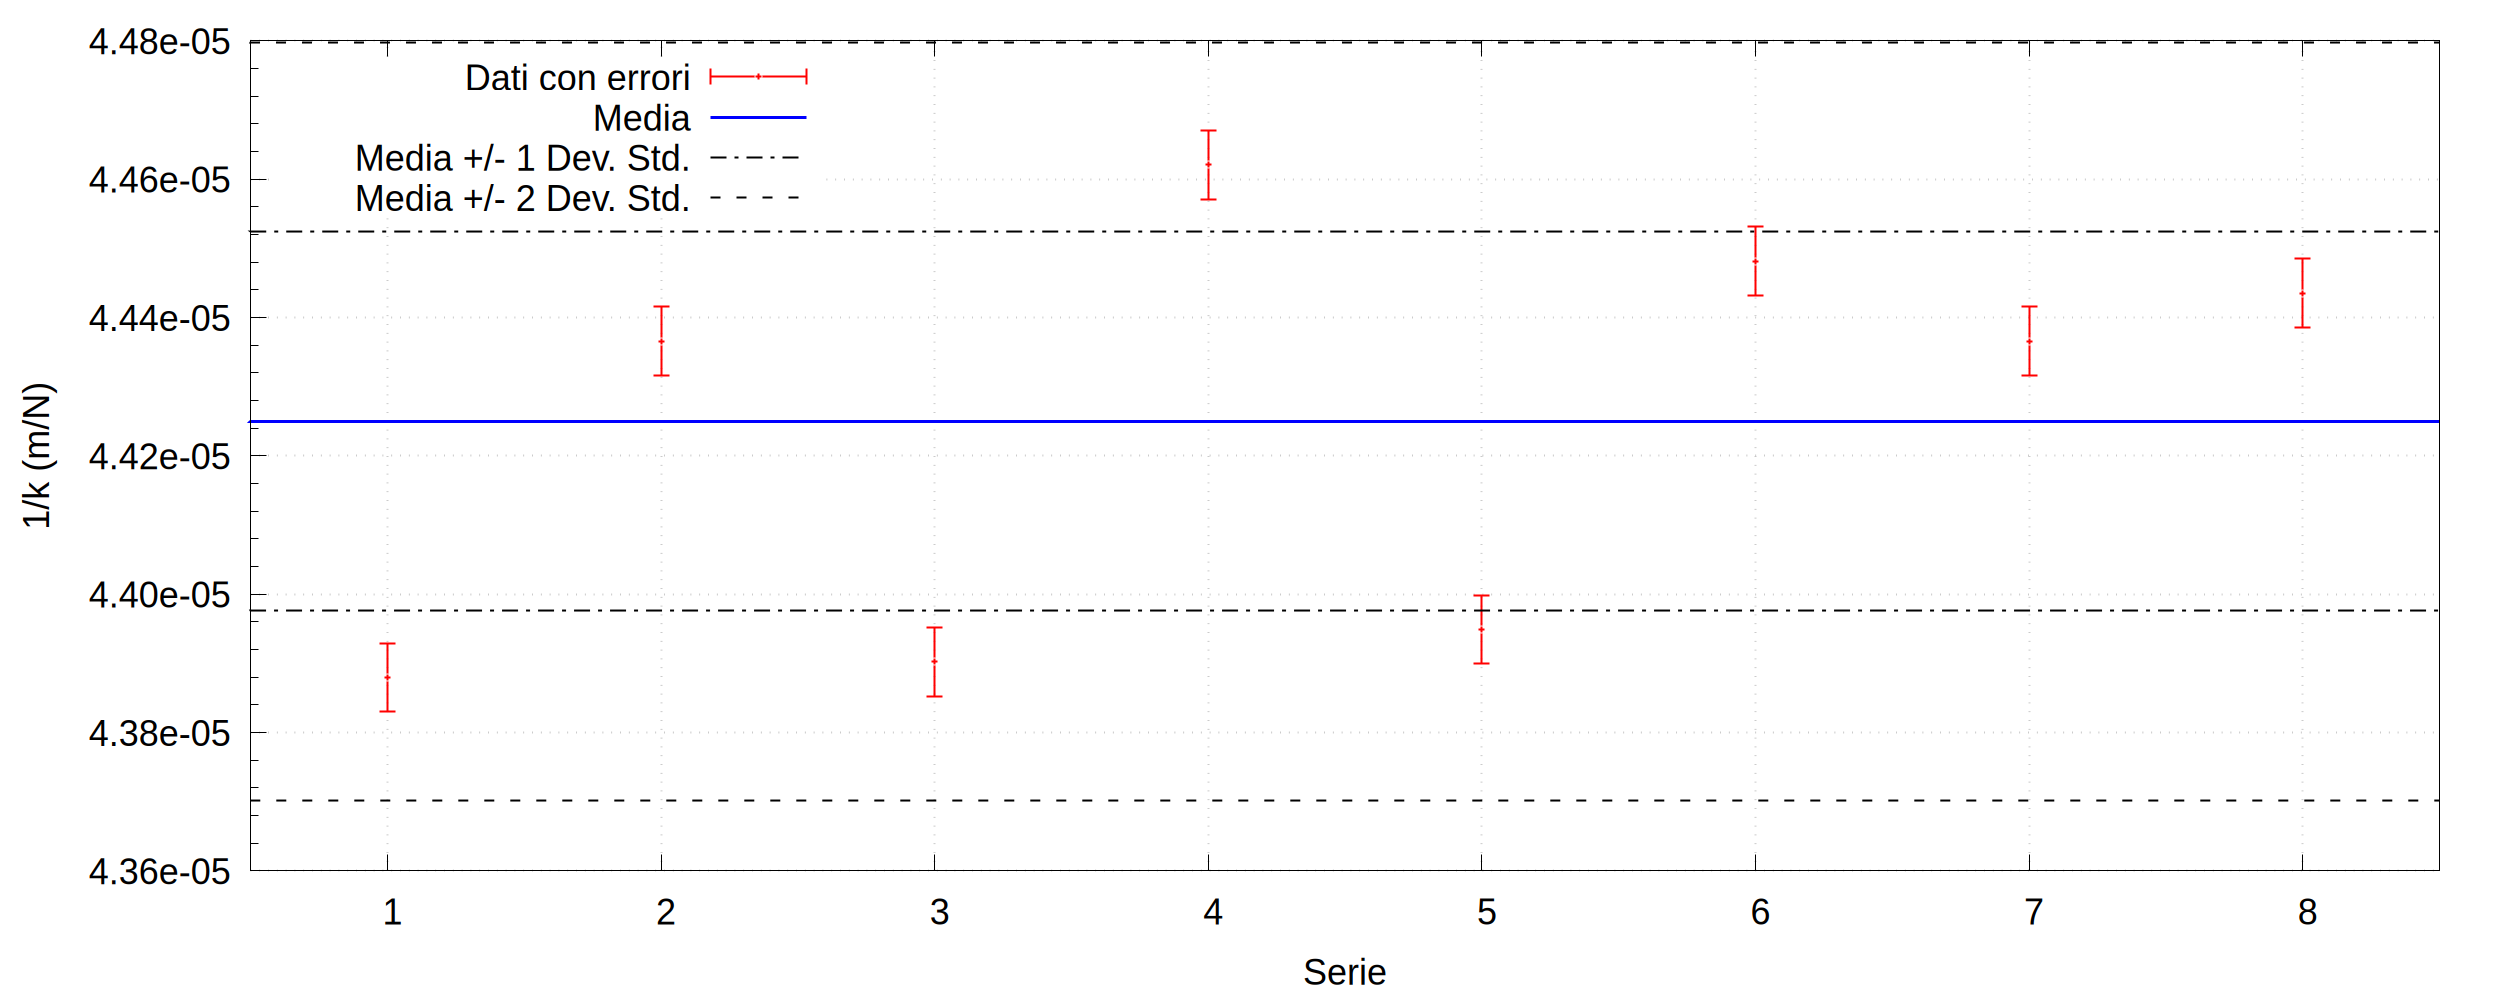 4.48e-05
Dati con errori
Media
Media +/- 1 Dev. Std.
4.46e-05
Media +/- 2 Dev. Std.
4.44e-05
1/k (m/N)
4.42e-05
4.40e-05
4.38e-05
4.36e-05
1 2 3 4 5 6 7 8
Serie